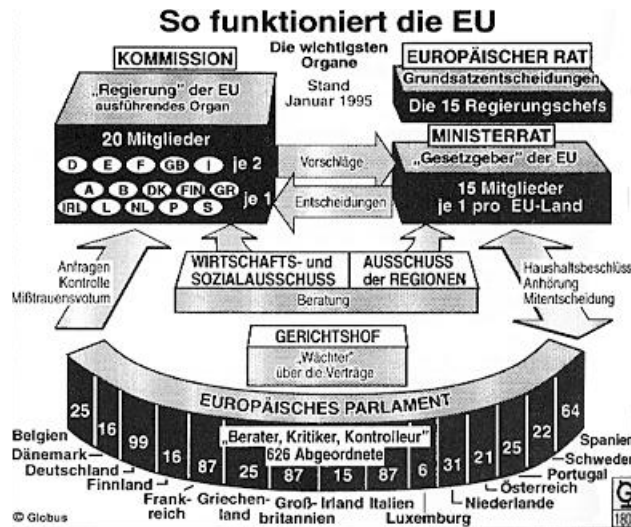 So funktioniert die EU
Die wichtigsten
Organe
Stand
Januar 1995
KOMMISSION
„Regierung" der EU
ausführendes Organ
20 Mitglieder
D E F GB I je 2
A B DK FIN GR
IRL L NL P S je 1
EUROPÄISCHER RAT
Grundsatzentscheidungen
Die 15 Regierungschefs
MINISTERRAT
„Gesetzgeber" der EU
15 Mitglieder
je 1 pro EU-Land
Vorschläge
Entscheidungen
Anfragen
Kontrolle
Mißtrauensvotum
WIRTSCHAFTS- und
SOZIALAUSSCHUSS
AUSSCHUSS
der REGIONEN
Beratung
Haushaltsbeschlüss
Anhörung
Mitentscheidung
GERICHTSHOF
„Wächter"
über die Verträge
EUROPÄISCHES PARLAMENT
„Berater, Kritiker, Kontrolleur"
626 Abgeordnete
25 16 99 16 87 25 87 15 87 6 31 21 25 22 64
Belgien
Dänemark
Deutschland
Finnland
Frank-
reich
Griechen-
land
Groß-
britannien
Irland
Italien
Luxemburg
Niederlande
Österreich
Portugal
Schweden
Spanien
© Globus